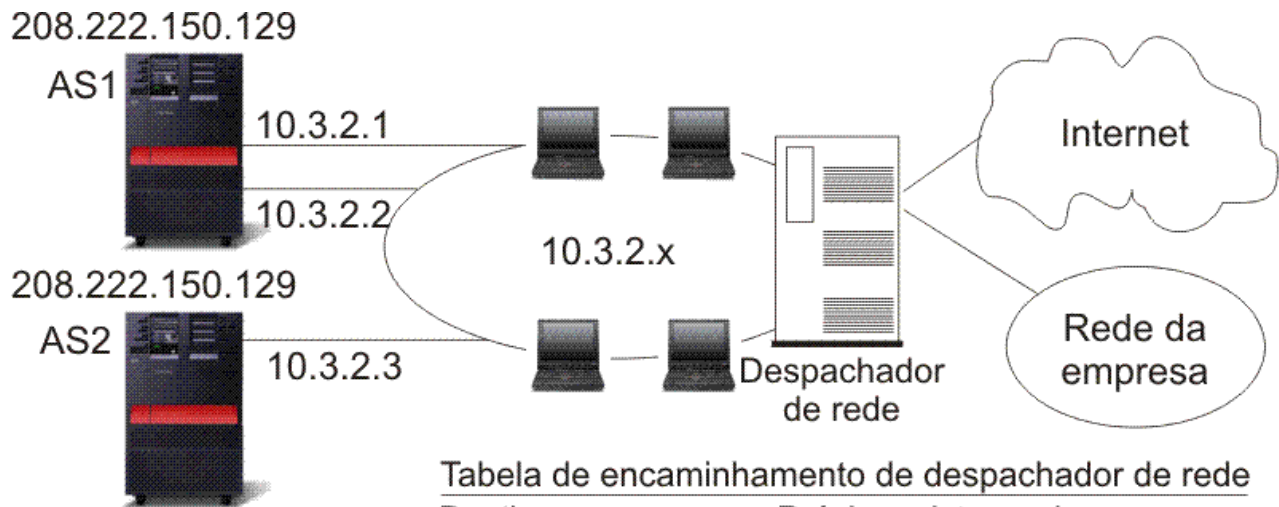 208.222.150.129
AS1
10.3.2.1
10.3.2.2
208.222.150.129
AS2
10.3.2.3
10.3.2.x
Internet
Rede da
empresa
Despachador
de rede
Tabela de encaminhamento de despachador de rede